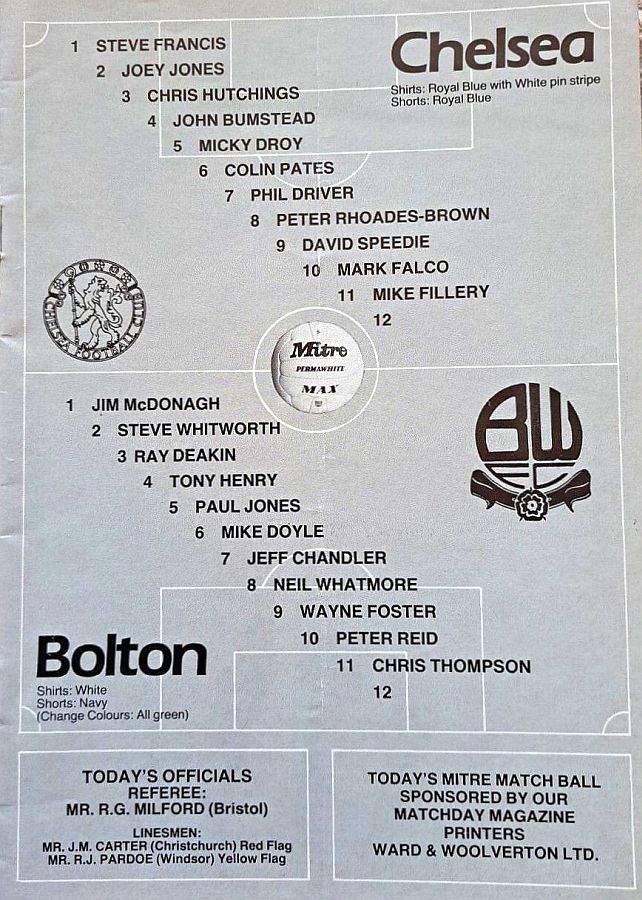 Chelsea
Shirts: Royal Blue with White pin stripe
Shorts: Royal Blue
1 STEVE FRANCIS
2 JOEY JONES
3 CHRIS HUTCHINGS
4 JOHN BUMSTEAD
5 MICKY DROY
6 COLIN PATES
7 PHIL DRIVER
8 PETER RHOADES-BROWN
9 DAVID SPEEDIE
10 MARK FALCO
11 MIKE FILLERY
12
CHELSEA FOOTBALL CLUB
Mitre
PERMAWHITE
MAX
1 JIM McDONAGH
2 STEVE WHITWORTH
3 RAY DEAKIN
4 TONY HENRY
5 PAUL JONES
6 MIKE DOYLE
7 JEFF CHANDLER
8 NEIL WHATMORE
9 WAYNE FOSTER
10 PETER REID
11 CHRIS THOMPSON
12
BW
FC
Bolton
Shirts: White
Shorts: Navy
(Change Colours: All green)
TODAY'S OFFICIALS
REFEREE:
MR. R.G. MILFORD (Bristol)
LINESMEN:
MR. J.M. CARTER (Christchurch) Red Flag
MR. R.J. PARDOE (Windsor) Yellow Flag
TODAY'S MITRE MATCH BALL
SPONSORED BY OUR
MATCHDAY MAGAZINE
PRINTERS
WARD & WOOLVERTON LTD.